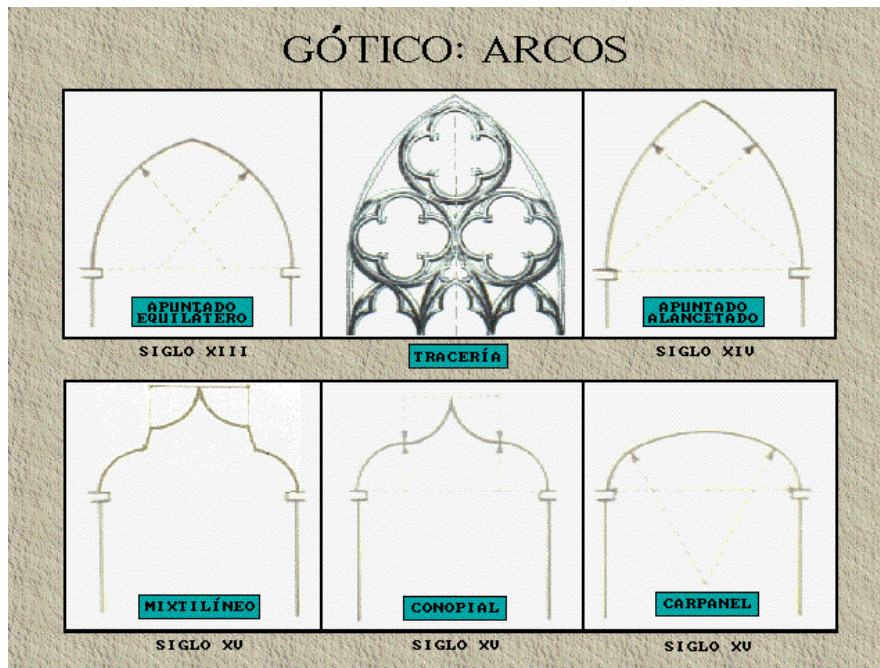 GÓTICO: ARCOS
APUNTADO
EQUILÁTERO
SIGLO XIII
TRACERÍA
APUNTADO
ALANCETADO
SIGLO XIV
MIXTILÍNEO
SIGLO XV
CONOPIAL
SIGLO XV
CARPANEL
SIGLO XV